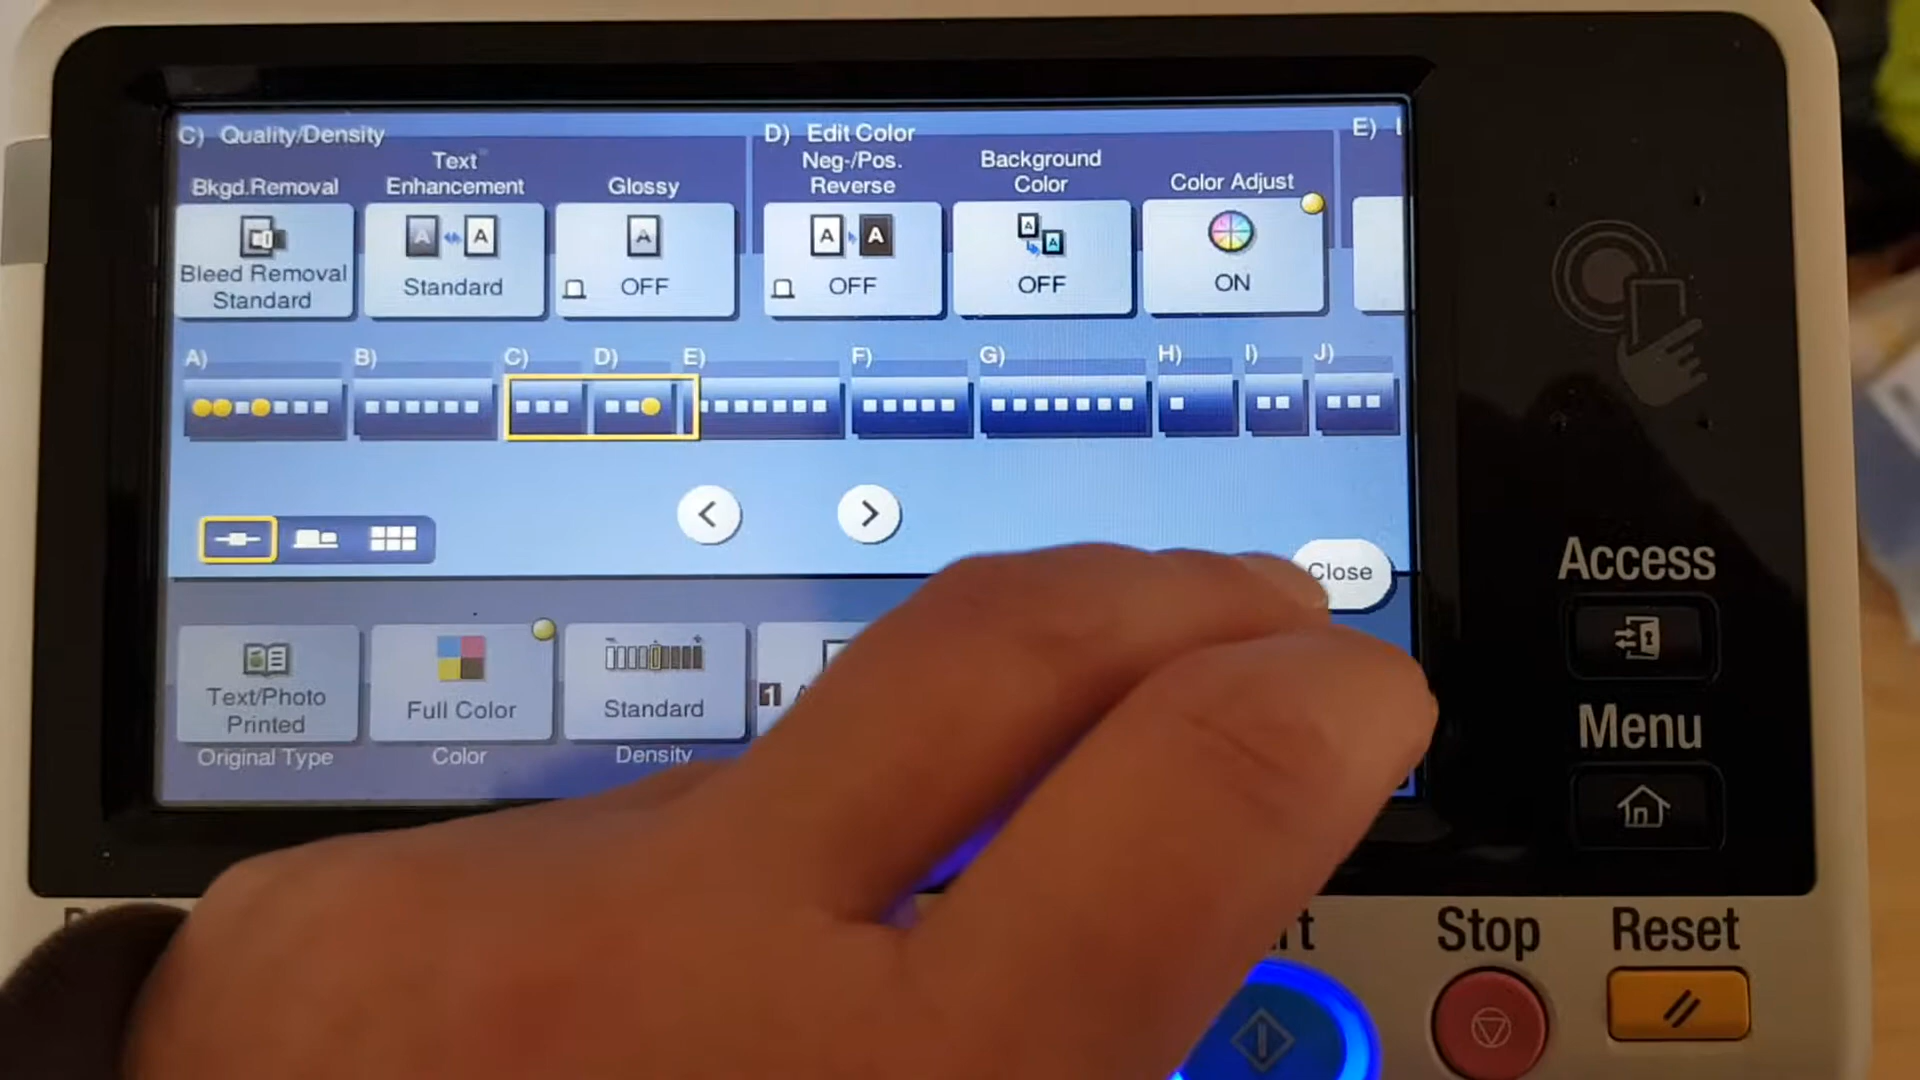 C) Quality/Density
D) Edit Color
E)
Bkgd.Removal
Text
Enhancement
Glossy
Neg-/Pos.
Reverse
Background
Color
Color Adjust
Bleed Removal
Standard
Standard
OFF
OFF
OFF
ON
A)
B)
C)
D)
E)
F)
G)
H)
I)
J)
Close
Text/Photo
Printed
Full Color
Standard
1
Original Type
Color
Density
Access
Menu
Stop
Reset